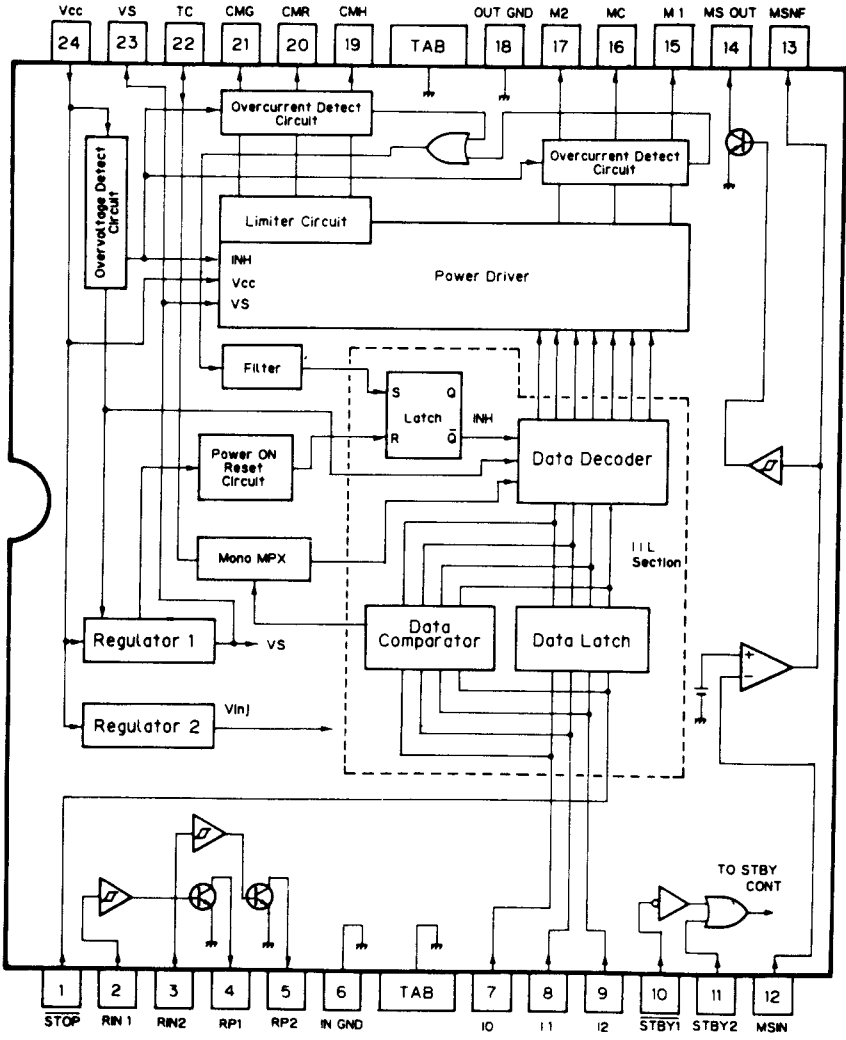 Vcc VS TC CMG CMR CMH OUT GND M2 MC M1 MS OUT MSNF
24 23 22 21 20 19 TAB 18 17 16 15 14 13
Overcurrent Detect
Circuit
Overcurrent Detect
Circuit
Overvoltage Detect
Circuit
Limiter Circuit
INH
Power Driver
Vcc
VS
Filter
S Q
Latch
INH
R Q̅
Power ON
Reset
Circuit
Data Decoder
Mono MPX
IIL
Section
Data
Comparator
Data Latch
Regulator 1
VS
+
−
Regulator 2
Vinj
TO STBY
CONT
1 2 3 4 5 6 TAB 7 8 9 10 11 12
S̅T̅O̅P̅ RIN 1 RIN2 RP1 RP2 IN GND I0 I1 I2 S̅T̅B̅Y̅1̅ STBY2 MSIN